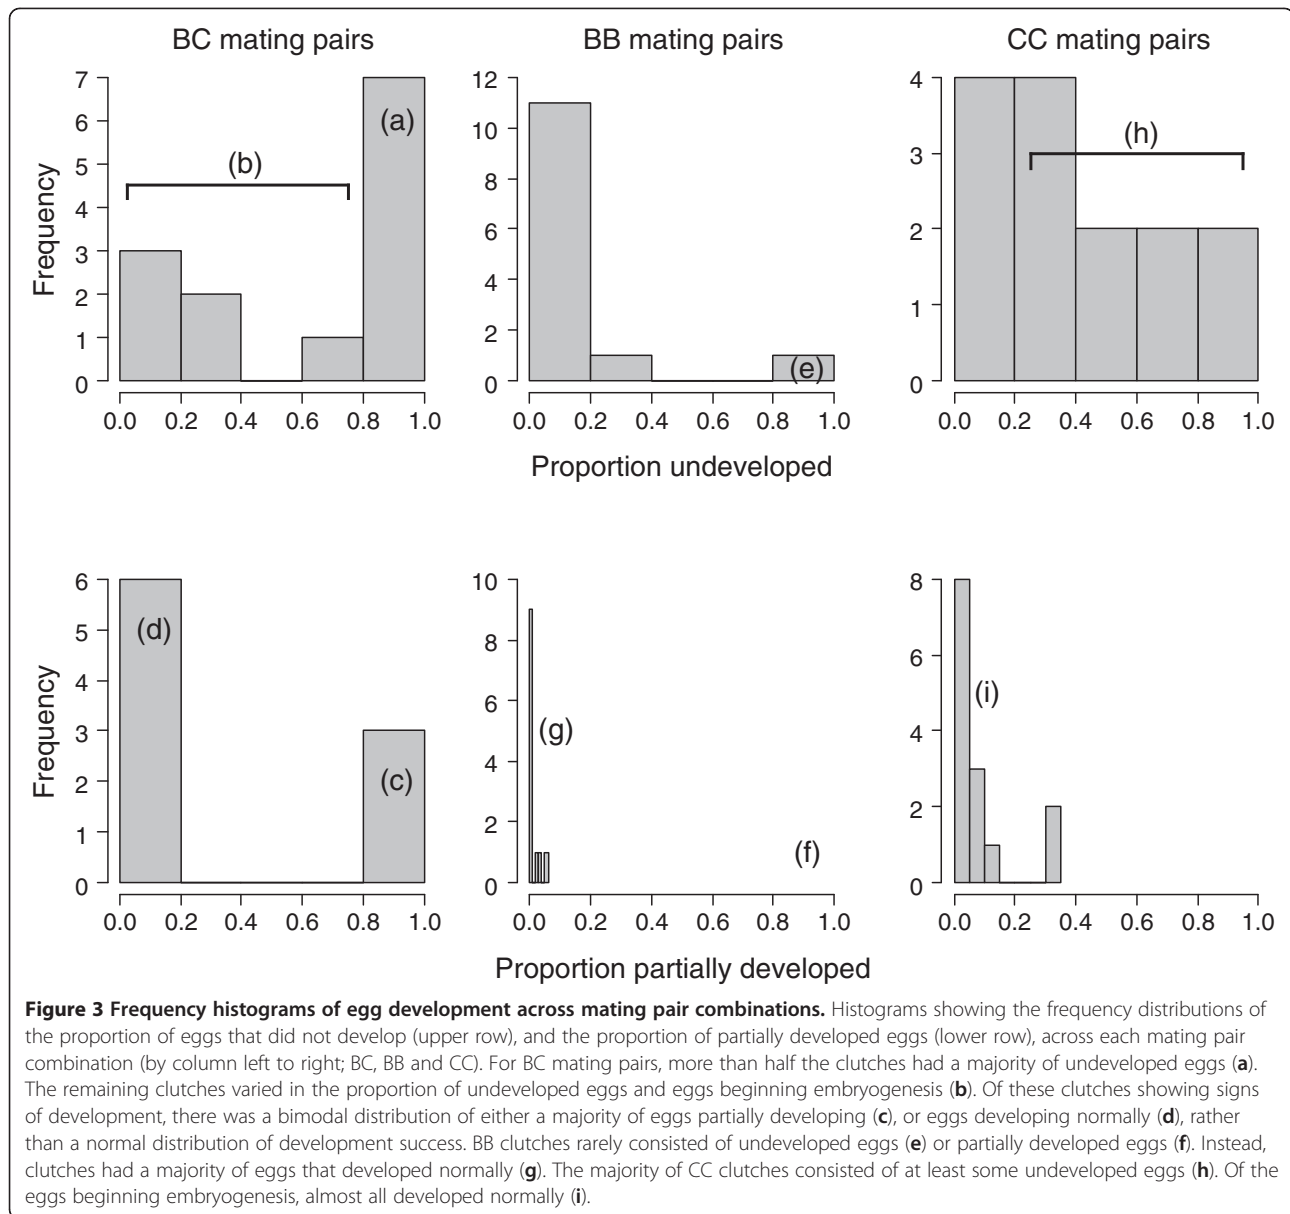 BC mating pairs
BB mating pairs
CC mating pairs
Frequency
7
6
5
4
3
2
1
0
(a)
(b)
0.0 0.2 0.4 0.6 0.8 1.0
12
10
8
6
4
2
0
(e)
0.0 0.2 0.4 0.6 0.8 1.0
4
3
2
1
0
(h)
0.0 0.2 0.4 0.6 0.8 1.0
Proportion undeveloped
Frequency
6
5
4
3
2
1
0
(d)
(c)
0.0 0.2 0.4 0.6 0.8 1.0
10
8
6
4
2
0
(g)
(f)
0.0 0.2 0.4 0.6 0.8 1.0
8
6
4
2
0
(i)
0.0 0.2 0.4 0.6 0.8 1.0
Proportion partially developed
Figure 3 Frequency histograms of egg development across mating pair combinations. Histograms showing the frequency distributions of
the proportion of eggs that did not develop (upper row), and the proportion of partially developed eggs (lower row), across each mating pair
combination (by column left to right; BC, BB and CC). For BC mating pairs, more than half the clutches had a majority of undeveloped eggs (a).
The remaining clutches varied in the proportion of undeveloped eggs and eggs beginning embryogenesis (b). Of these clutches showing signs
of development, there was a bimodal distribution of either a majority of eggs partially developing (c), or eggs developing normally (d), rather
than a normal distribution of development success. BB clutches rarely consisted of undeveloped eggs (e) or partially developed eggs (f). Instead,
clutches had a majority of eggs that developed normally (g). The majority of CC clutches consisted of at least some undeveloped eggs (h). Of the
eggs beginning embryogenesis, almost all developed normally (i).